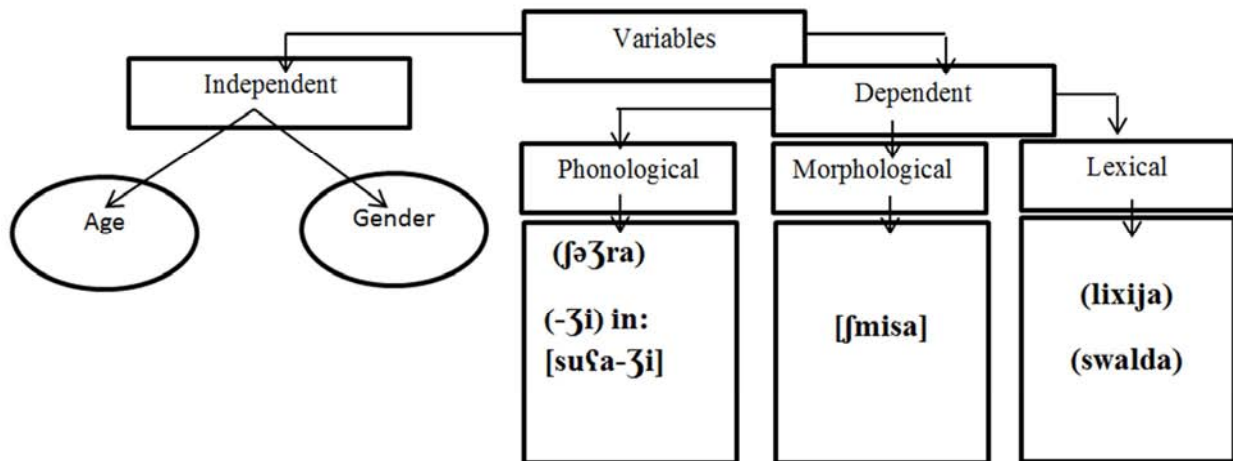 Variables
Independent
Dependent
Age
Gender
Phonological
Morphological
Lexical
(ʃəʒra)
(-ʒi) in:
[suʕa-ʒi]
[ʃmisa]
(lixija)
(swalda)